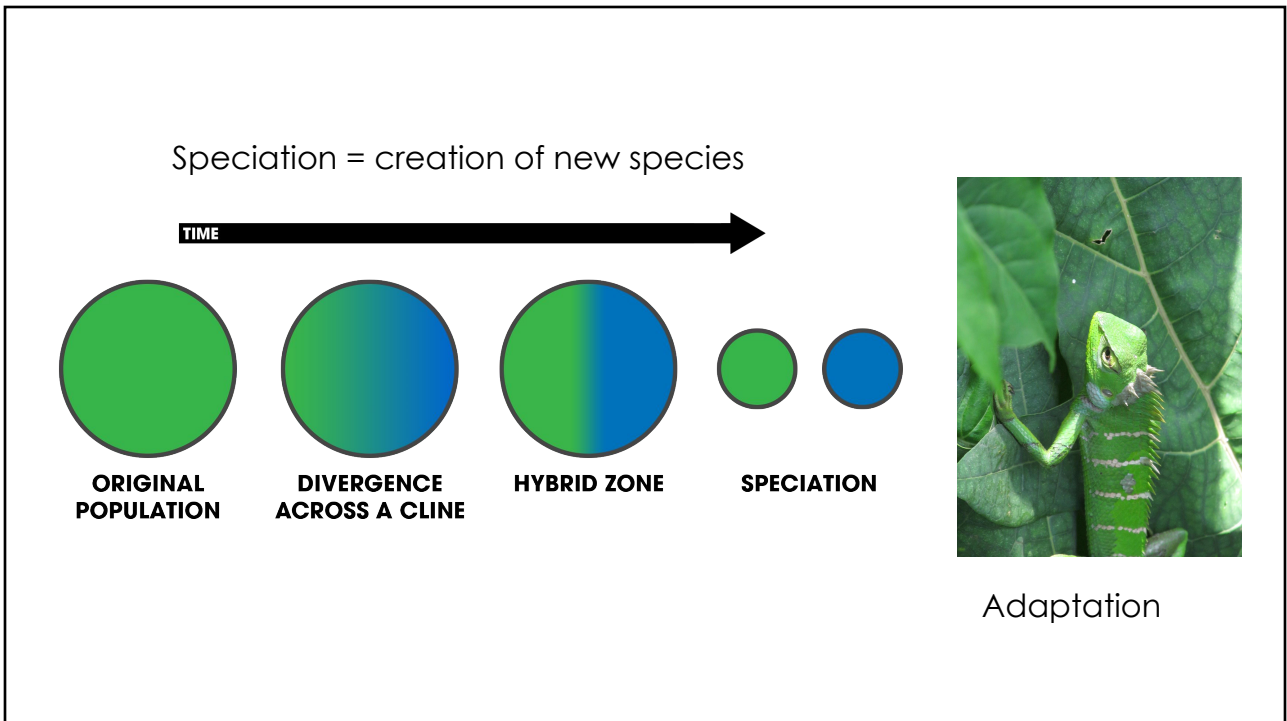 Speciation = creation of new species
TIME
ORIGINAL
POPULATION
DIVERGENCE
ACROSS A CLINE
HYBRID ZONE
SPECIATION
Adaptation